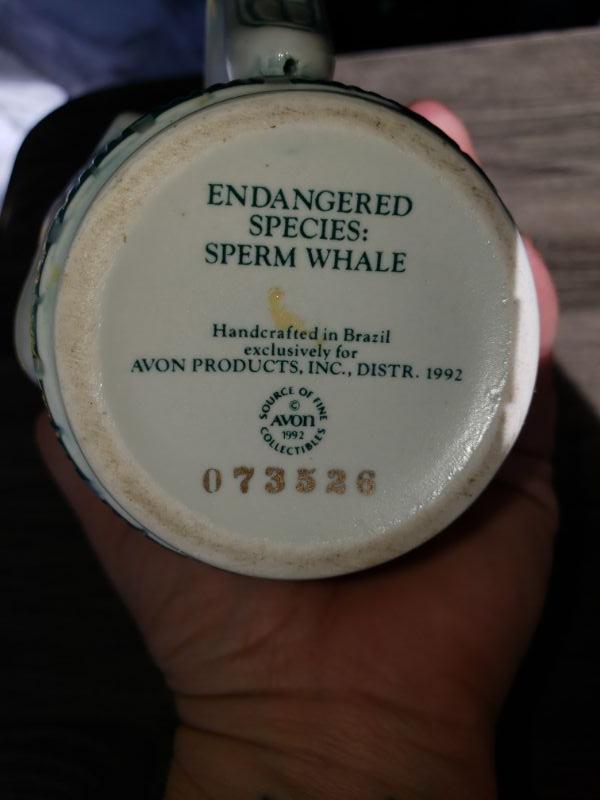 ENDANGERED
SPECIES:
SPERM WHALE
Handcrafted in Brazil
exclusively for
AVON PRODUCTS, INC., DISTR. 1992
SOURCE OF FINE
©
AVON
1992
COLLECTIBLES
073526